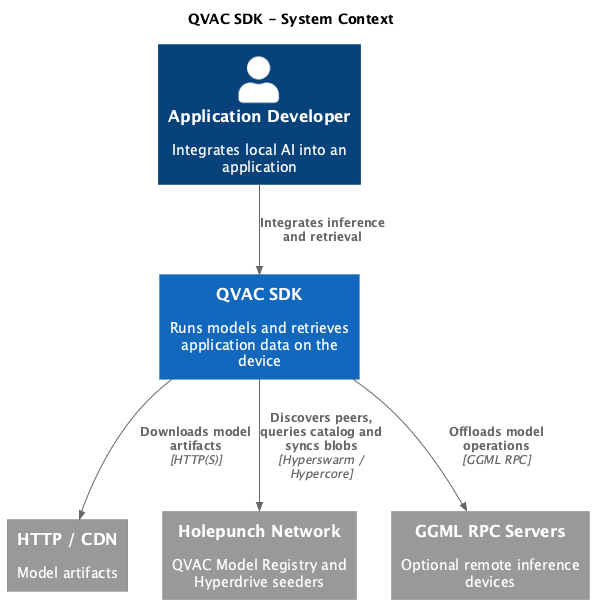 QVAC SDK – System Context
Application Developer
Integrates local AI into an
application
Integrates inference
and retrieval
QVAC SDK
Runs models and retrieves
application data on the
device
Downloads model
artifacts
[HTTP(S)]
Discovers peers,
queries catalog and
syncs blobs
[Hyperswarm /
Hypercore]
Offloads model
operations
[GGML RPC]
HTTP / CDN
Model artifacts
Holepunch Network
QVAC Model Registry and
Hyperdrive seeders
GGML RPC Servers
Optional remote inference
devices